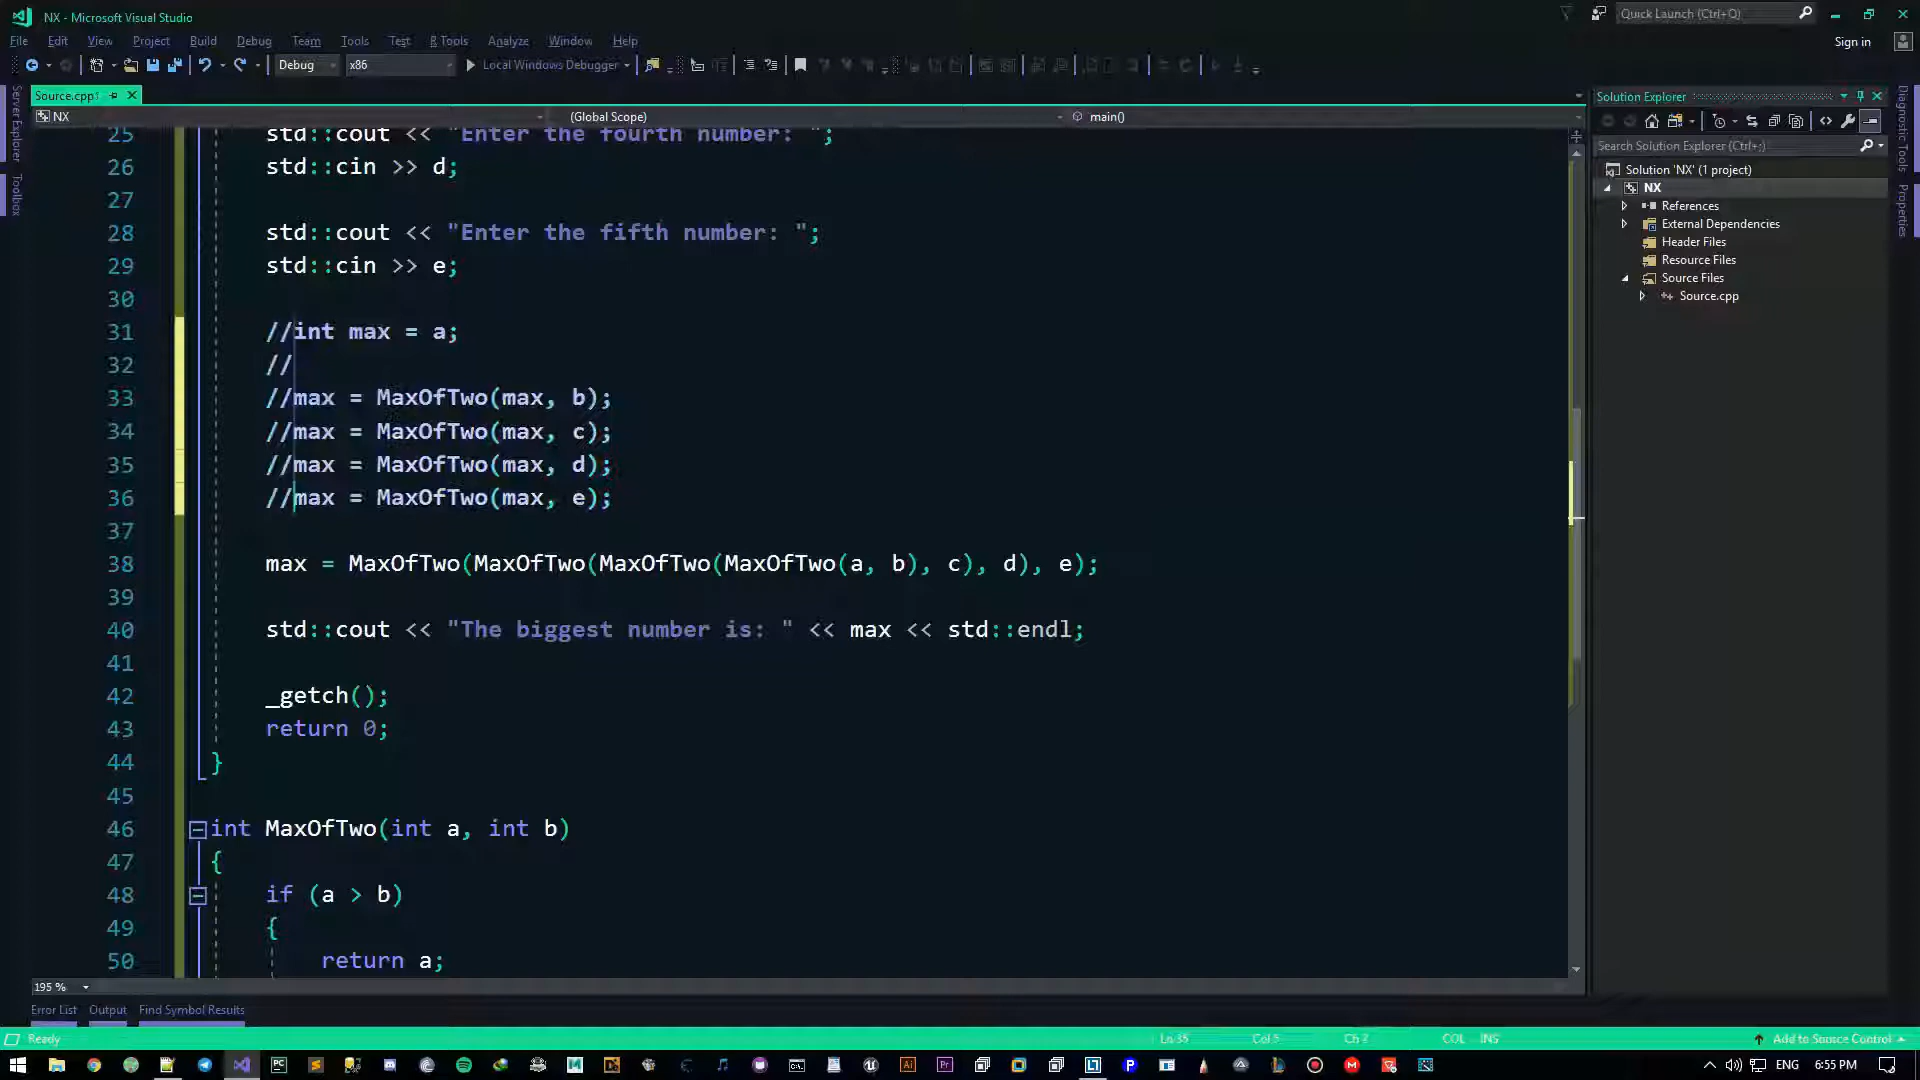 NX - Microsoft Visual Studio
Quick Launch (Ctrl+Q)
File Edit View Project Build Debug Team Tools Test R Tools Analyze Window Help
Sign in
Debug x86 Local Windows Debugger
Server Explorer
Toolbox
Source.cpp
NX (Global Scope) main()
25 std::cout << "Enter the fourth number: ";
26 std::cin >> d;
27
28 std::cout << "Enter the fifth number: ";
29 std::cin >> e;
30
31 //int max = a;
32 //
33 //max = MaxOfTwo(max, b);
34 //max = MaxOfTwo(max, c);
35 //max = MaxOfTwo(max, d);
36 //max = MaxOfTwo(max, e);
37
38 max = MaxOfTwo(MaxOfTwo(MaxOfTwo(MaxOfTwo(a, b), c), d), e);
39
40 std::cout << "The biggest number is: " << max << std::endl;
41
42 _getch();
43 return 0;
44 }
45
46 int MaxOfTwo(int a, int b)
47 {
48 if (a > b)
49 {
50 return a;
195 %
Solution Explorer
Search Solution Explorer (Ctrl+;)
Solution 'NX' (1 project)
NX
References
External Dependencies
Header Files
Resource Files
Source Files
Source.cpp
Diagnostic Tools
Properties
Error List Output Find Symbol Results
Ready Ln 35 Col 5 Ch 2 COL INS Add to Source Control
ENG 6:55 PM